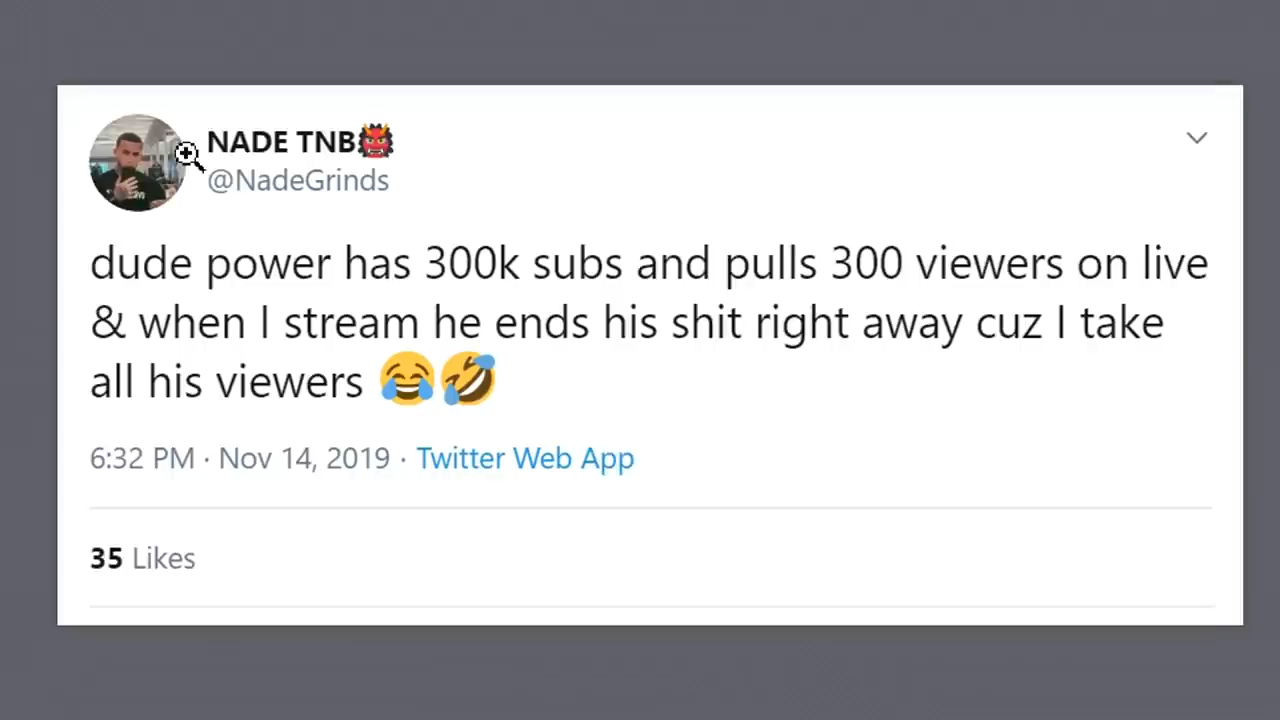 NADE TNB👹
@NadeGrinds
dude power has 300k subs and pulls 300 viewers on live
& when I stream he ends his shit right away cuz I take
all his viewers 😂🤣
6:32 PM · Nov 14, 2019 · Twitter Web App
35 Likes